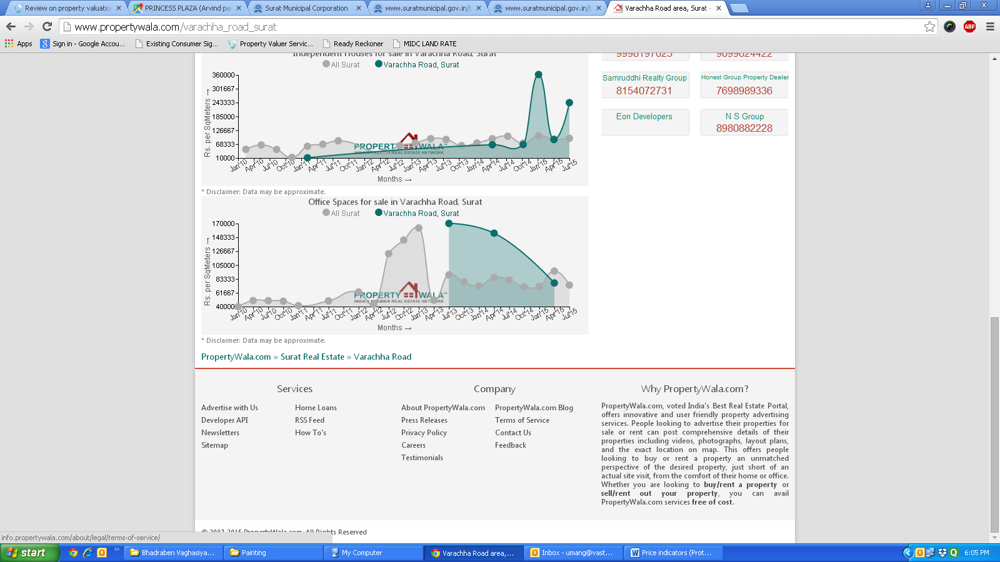 Review on property valuation
PRINCESS PLAZA (Arvind pa
Surat Municipal Corporation
www.suratmunicipal.gov.in/t
www.suratmunicipal.gov.in/t
Varachha Road area, Surat -
www.propertywala.com/varachha_road_surat
ABP
Apps
Sign in - Google Accou...
Existing Consumer Sig...
Property Valuer Servic...
Ready Reckoner
MIDC LAND RATE
Independent Houses for sale in Varachha Road, Surat
All Surat Varachha Road, Surat
Rs. per SqMeters →
360000
301667
243333
185000
126667
68333
10000
PROPERTY WALA™
INDIA'S PREMIER REAL ESTATE NETWORK
Jan'10 Apr'10 Jul'10 Oct'10 Jan'11 Apr'11 Jul'11 Oct'11 Jan'12 Apr'12 Jul'12 Oct'12 Jan'13 Apr'13 Jul'13 Oct'13 Jan'14 Apr'14 Jul'14 Oct'14 Jan'15 Apr'15 Jul'15
Months →
* Disclaimer: Data may be approximate.
Office Spaces for sale in Varachha Road, Surat
All Surat Varachha Road, Surat
Rs. per SqMeters →
170000
148333
126667
105000
83333
61667
40000
PROPERTY WALA™
INDIA'S PREMIER REAL ESTATE NETWORK
Jan'10 Apr'10 Jul'10 Oct'10 Jan'11 Apr'11 Jul'11 Oct'11 Jan'12 Apr'12 Jul'12 Oct'12 Jan'13 Apr'13 Jul'13 Oct'13 Jan'14 Apr'14 Jul'14 Oct'14 Jan'15 Apr'15 Jul'15
Months →
* Disclaimer: Data may be approximate.
9998197025
9099024422
Samruddhi Realty Group
8154072731
Honest Group Property Dealer
7698989336
Eon Developers
N S Group
8980882228
PropertyWala.com » Surat Real Estate » Varachha Road
Services
Advertise with Us
Developer API
Newsletters
Sitemap
Home Loans
RSS Feed
How To's
Company
About PropertyWala.com
Press Releases
Privacy Policy
Careers
Testimonials
PropertyWala.com Blog
Terms of Service
Contact Us
Feedback
Why PropertyWala.com?
PropertyWala.com, voted India's Best Real Estate Portal,
offers innovative and user friendly property advertising
services. People looking to advertise their properties for
sale or rent can post comprehensive details of their
properties including videos, photographs, layout plans,
and the exact location on map. This offers people
looking to buy or rent a property an unmatched
perspective of the desired property, just short of an
actual site visit, from the comfort of their home or office.
Whether you are looking to buy/rent a property or
sell/rent out your property, you can avail
PropertyWala.com services free of cost.
© 2007-2015 PropertyWala.com. All Rights Reserved
info.propertywala.com/about/legal/terms-of-service/
start
Bhadraben Vaghasiya...
Painting
My Computer
Varachha Road area,...
Inbox - umang@vast...
Price indicators (Prot...
6:05 PM